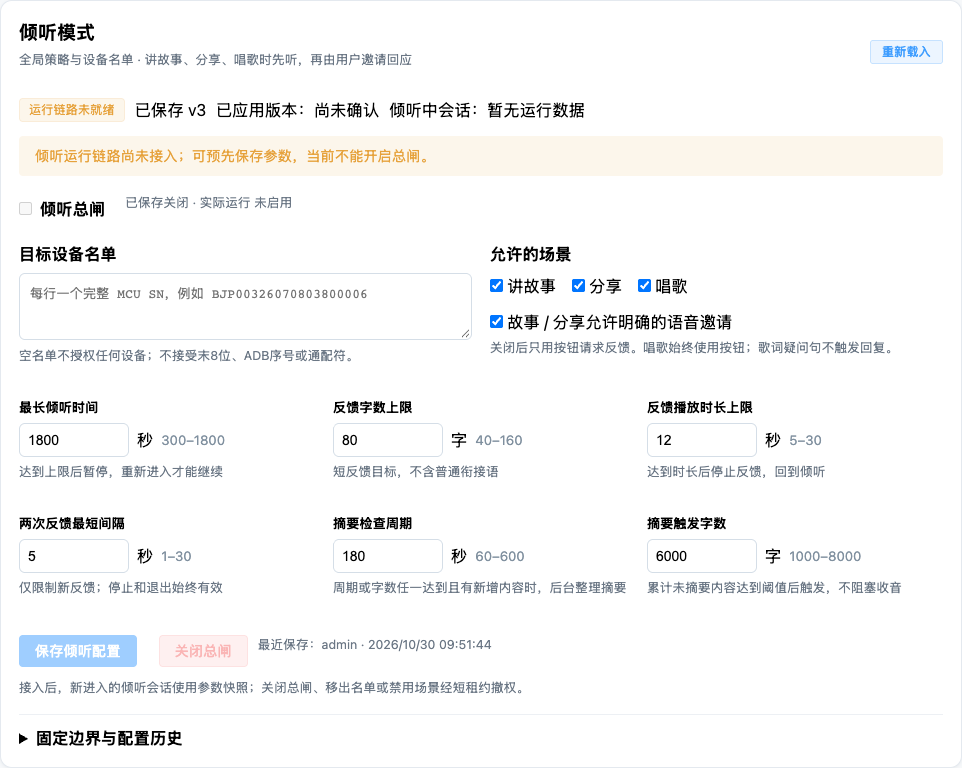 倾听模式
全局策略与设备名单 · 讲故事、分享、唱歌时先听，再由用户邀请回应
重新载入
运行链路未就绪 已保存 v3 已应用版本：尚未确认 倾听中会话：暂无运行数据
倾听运行链路尚未接入；可预先保存参数，当前不能开启总闸。
倾听总闸 已保存关闭 · 实际运行 未启用
目标设备名单
每行一个完整 MCU SN，例如 BJP00326070803800006
空名单不授权任何设备；不接受末8位、ADB序号或通配符。
允许的场景
讲故事 分享 唱歌
故事 / 分享允许明确的语音邀请
关闭后只用按钮请求反馈。唱歌始终使用按钮；歌词疑问句不触发回复。
最长倾听时间
1800 秒 300–1800
达到上限后暂停，重新进入才能继续
反馈字数上限
80 字 40–160
短反馈目标，不含普通衔接语
反馈播放时长上限
12 秒 5–30
达到时长后停止反馈，回到倾听
两次反馈最短间隔
5 秒 1–30
仅限制新反馈；停止和退出始终有效
摘要检查周期
180 秒 60–600
周期或字数任一达到且有新增内容时，后台整理摘要
摘要触发字数
6000 字 1000–8000
累计未摘要内容达到阈值后触发，不阻塞收音
保存倾听配置 关闭总闸 最近保存：admin · 2026/10/30 09:51:44
接入后，新进入的倾听会话使用参数快照；关闭总闸、移出名单或禁用场景经短租约撤权。
▶ 固定边界与配置历史